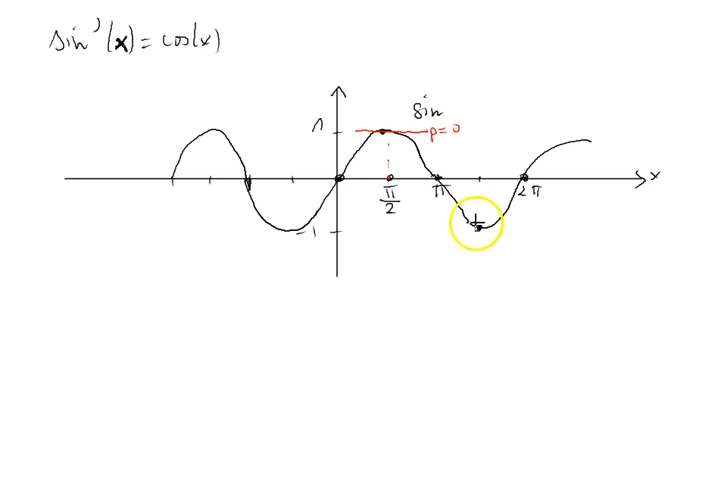 sin'(x) = cos(x)
sin
1
p=0
x
π/2
π
2π
-1